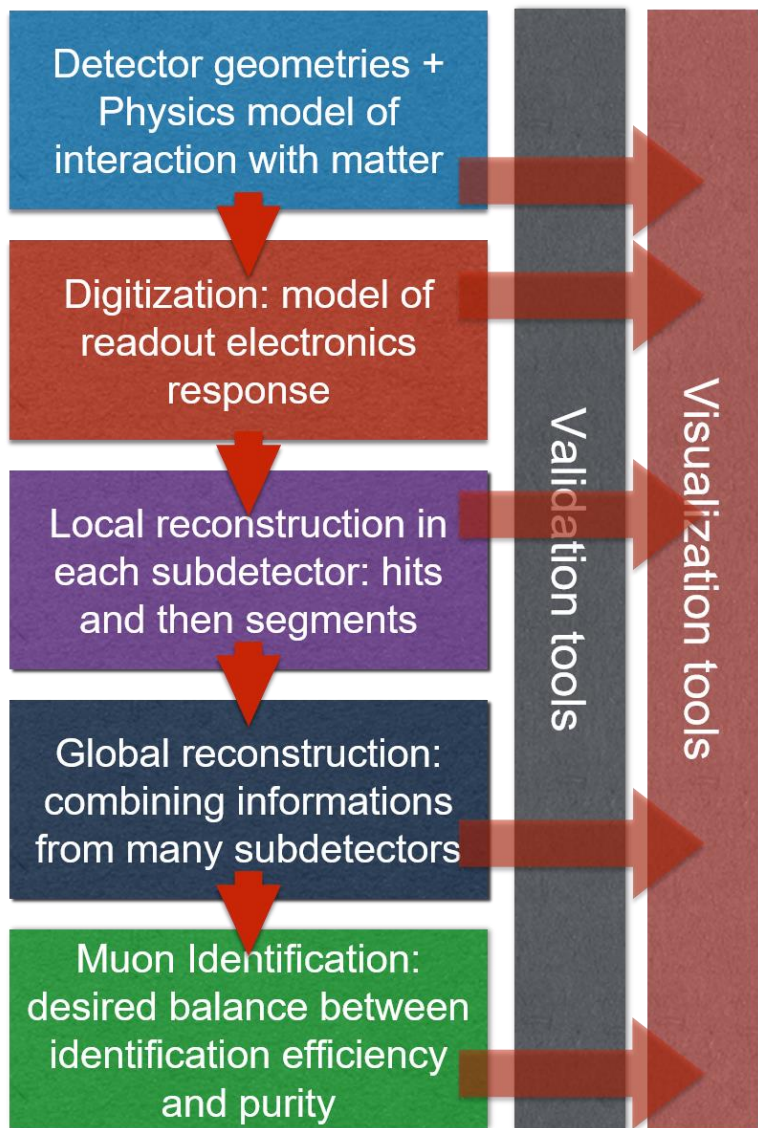 Detector geometries +
Physics model of
interaction with matter
Digitization: model of
readout electronics
response
Local reconstruction in
each subdetector: hits
and then segments
Global reconstruction:
combining informations
from many subdetectors
Muon Identification:
desired balance between
identification efficiency
and purity
Validation tools
Visualization tools